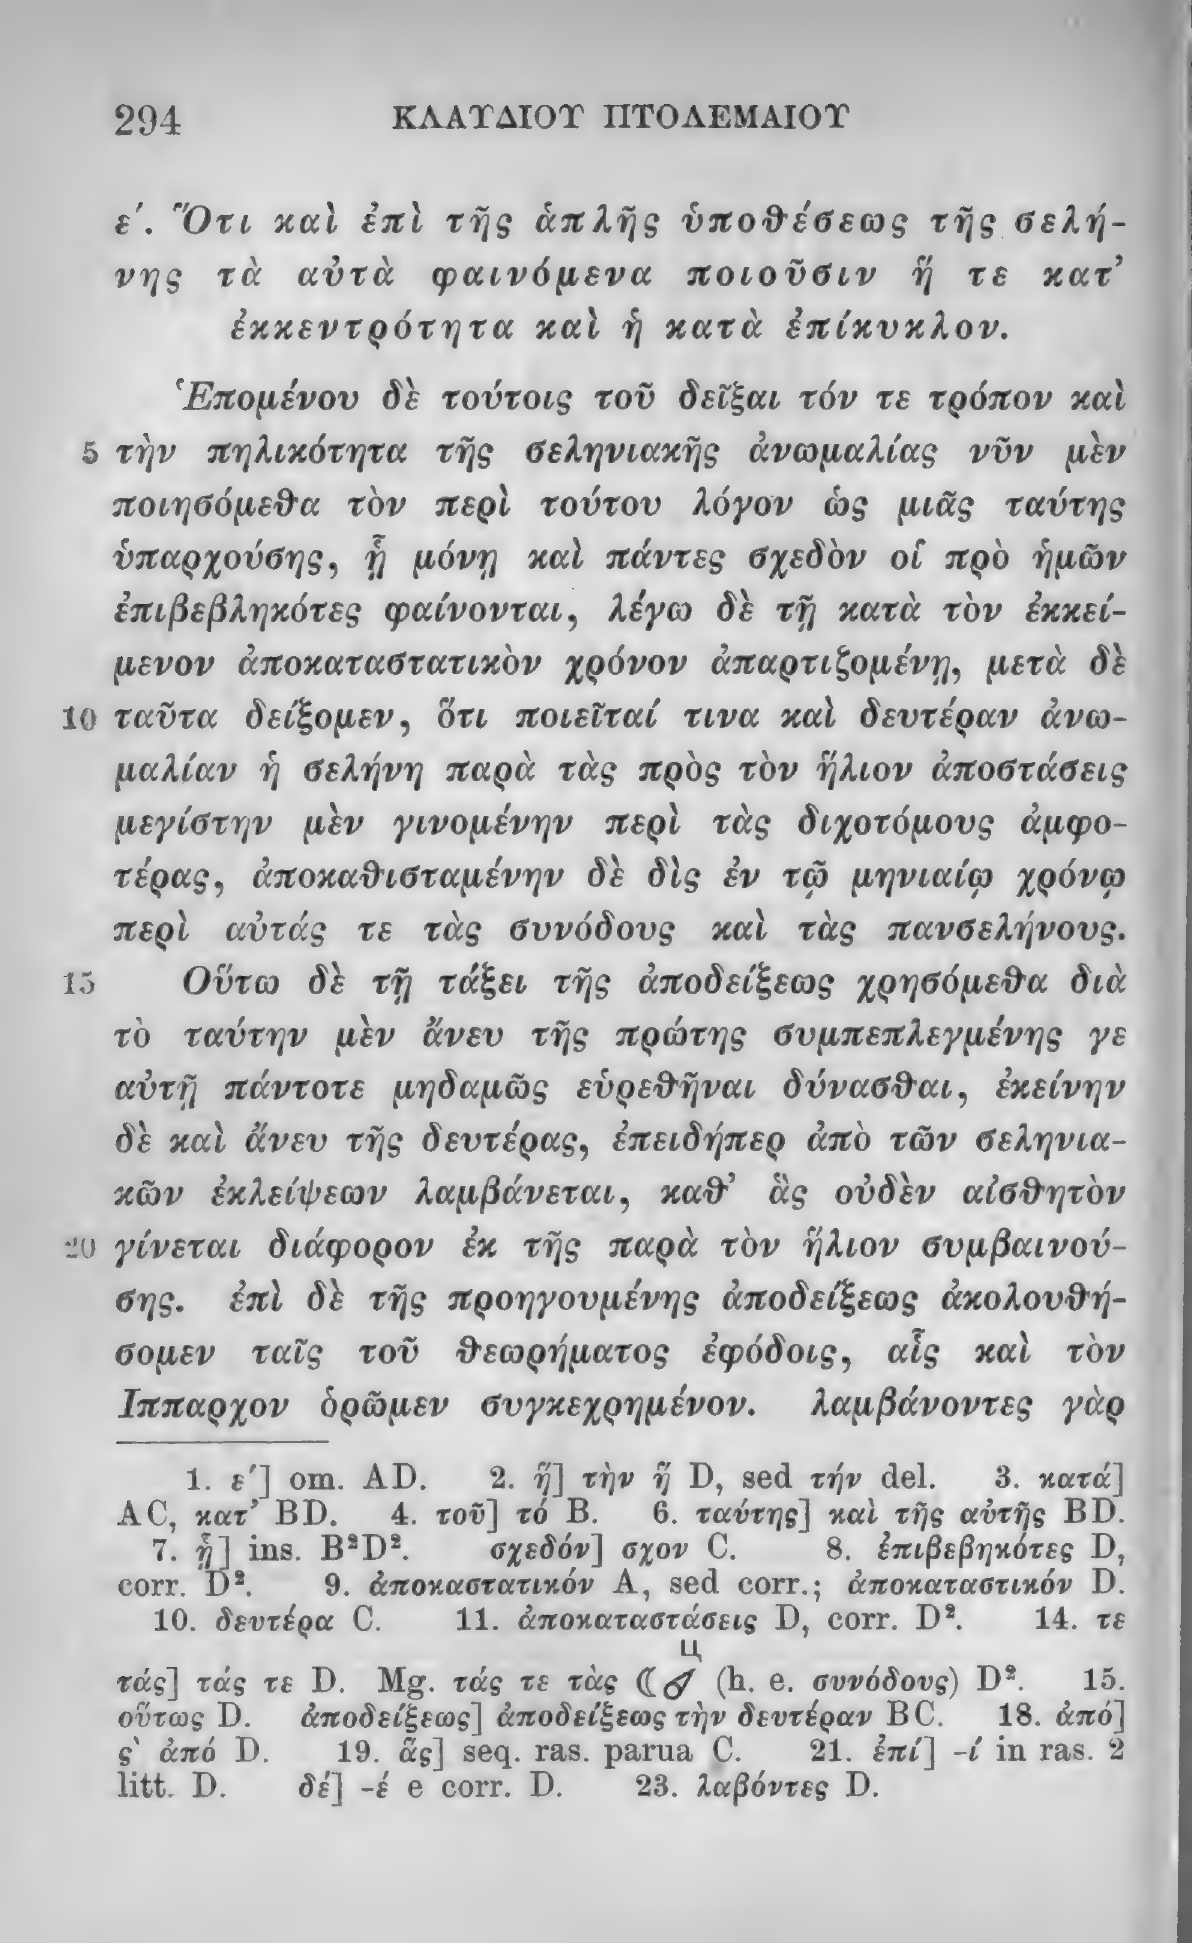 294 ΚΛΑΥΔΙΟΥ ΠΤΟΛΕΜΑΙΟΥ
ε΄. Ὅτι καὶ ἐπὶ τῆς ἁπλῆς ὑποθέσεως τῆς σελή-
νης τὰ αὐτὰ φαινόμενα ποιοῦσιν ἥ τε κατ’
ἐκκεντρότητα καὶ ἡ κατὰ ἐπίκυκλον.
Ἑπομένου δὲ τούτοις τοῦ δεῖξαι τόν τε τρόπον καὶ
5 τὴν πηλικότητα τῆς σεληνιακῆς ἀνωμαλίας νῦν μὲν
ποιησόμεθα τὸν περὶ τούτου λόγον ὡς μιᾶς ταύτης
ὑπαρχούσης, ᾗ μόνῃ καὶ πάντες σχεδὸν οἱ πρὸ ἡμῶν
ἐπιβεβληκότες φαίνονται, λέγω δὲ τῇ κατὰ τὸν ἐκκεί-
μενον ἀποκαταστατικὸν χρόνον ἀπαρτιζομένῃ, μετὰ δὲ
10 ταῦτα δείξομεν, ὅτι ποιεῖταί τινα καὶ δευτέραν ἀνω-
μαλίαν ἡ σελήνη παρὰ τὰς πρὸς τὸν ἥλιον ἀποστάσεις
μεγίστην μὲν γινομένην περὶ τὰς διχοτόμους ἀμφο-
τέρας, ἀποκαθισταμένην δὲ δὶς ἐν τῷ μηνιαίῳ χρόνῳ
περὶ αὐτάς τε τὰς συνόδους καὶ τὰς πανσελήνους.
15 Οὕτω δὲ τῇ τάξει τῆς ἀποδείξεως χρησόμεθα διὰ
τὸ ταύτην μὲν ἄνευ τῆς πρώτης συμπεπλεγμένης γε
αὐτῇ πάντοτε μηδαμῶς εὑρεθῆναι δύνασθαι, ἐκείνην
δὲ καὶ ἄνευ τῆς δευτέρας, ἐπειδήπερ ἀπὸ τῶν σεληνια-
κῶν ἐκλείψεων λαμβάνεται, καθ’ ἃς οὐδὲν αἰσθητὸν
20 γίνεται διάφορον ἐκ τῆς παρὰ τὸν ἥλιον συμβαινού-
σης. ἐπὶ δὲ τῆς προηγουμένης ἀποδείξεως ἀκολουθή-
σομεν ταῖς τοῦ θεωρήματος ἐφόδοις, αἷς καὶ τὸν
Ἵππαρχον ὁρῶμεν συγκεχρημένον. λαμβάνοντες γὰρ
1. ε΄] om. AD. 2. ἥ] τὴν ἥ D, sed τήν del. 3. κατά]
AC, κατ’ BD. 4. τοῦ] τό B. 6. ταύτης] καὶ τῆς αὐτῆς BD.
7. ᾗ] ins. B²D². σχεδόν] σχον C. 8. ἐπιβεβηκότες D,
corr. D². 9. ἀποκαστατικόν A, sed corr.; ἀποκαταστικόν D.
10. δευτέρα C. 11. ἀποκαταστάσεις D, corr. D². 14. τε
τάς] τάς τε D. Mg. τάς τε τὰς (h. e. συνόδους) D². 15.
οὕτως D. ἀποδείξεως] ἀποδείξεως τὴν δευτέραν BC. 18. ἀπό]
ς‵ ἀπό D. 19. ἅς] seq. ras. parua C. 21. ἐπί] -ί in ras. 2
litt. D. δέ] -έ e corr. D. 23. λαβόντες D.